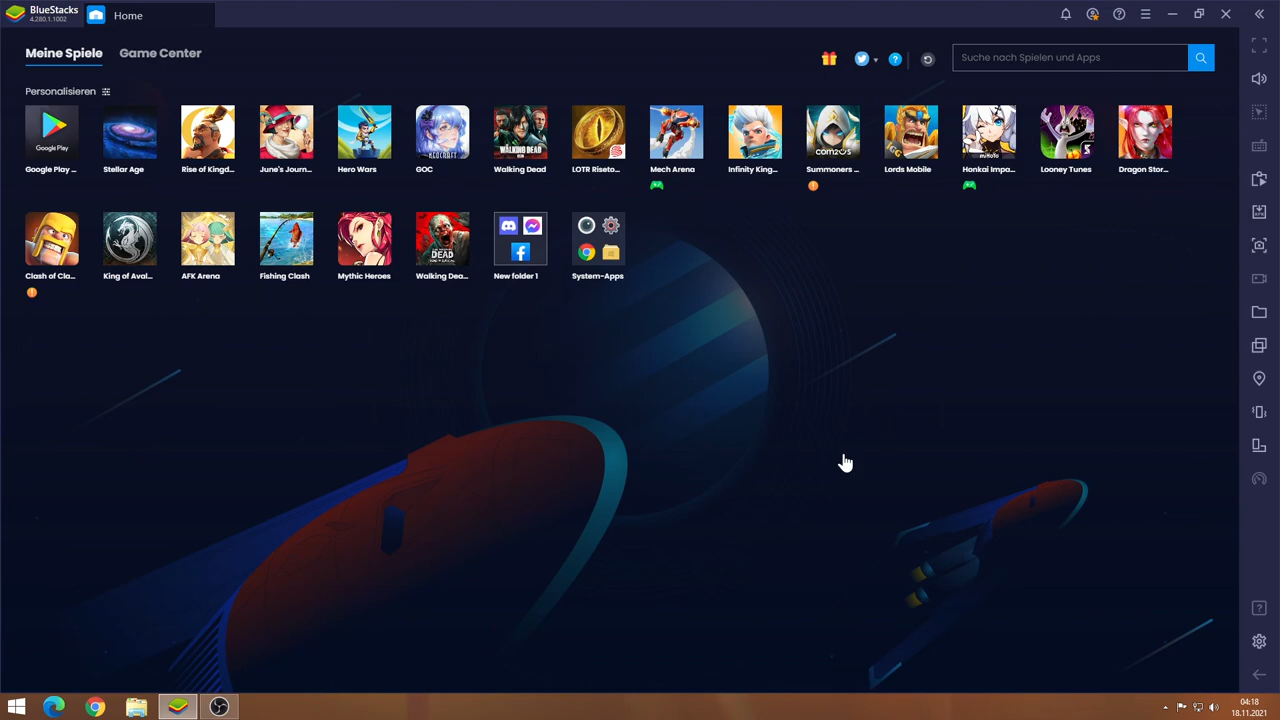 BlueStacks
4.280.1.1002
Home
Meine Spiele
Game Center
Suche nach Spielen und Apps
Personalisieren
Google Play
Google Play ...
Stellar Age
Rise of Kingd...
June's Journ...
Hero Wars
GOC
Walking Dead
LOTR Riseto...
Mech Arena
Infinity King...
COM2US
Summoners ...
Lords Mobile
Honkai Impa...
Looney Tunes
Dragon Stor...
Clash of Cla...
King of Aval...
AFK Arena
Fishing Clash
Mythic Heroes
Walking Dea...
New folder 1
System-Apps
04:18
18.11.2021